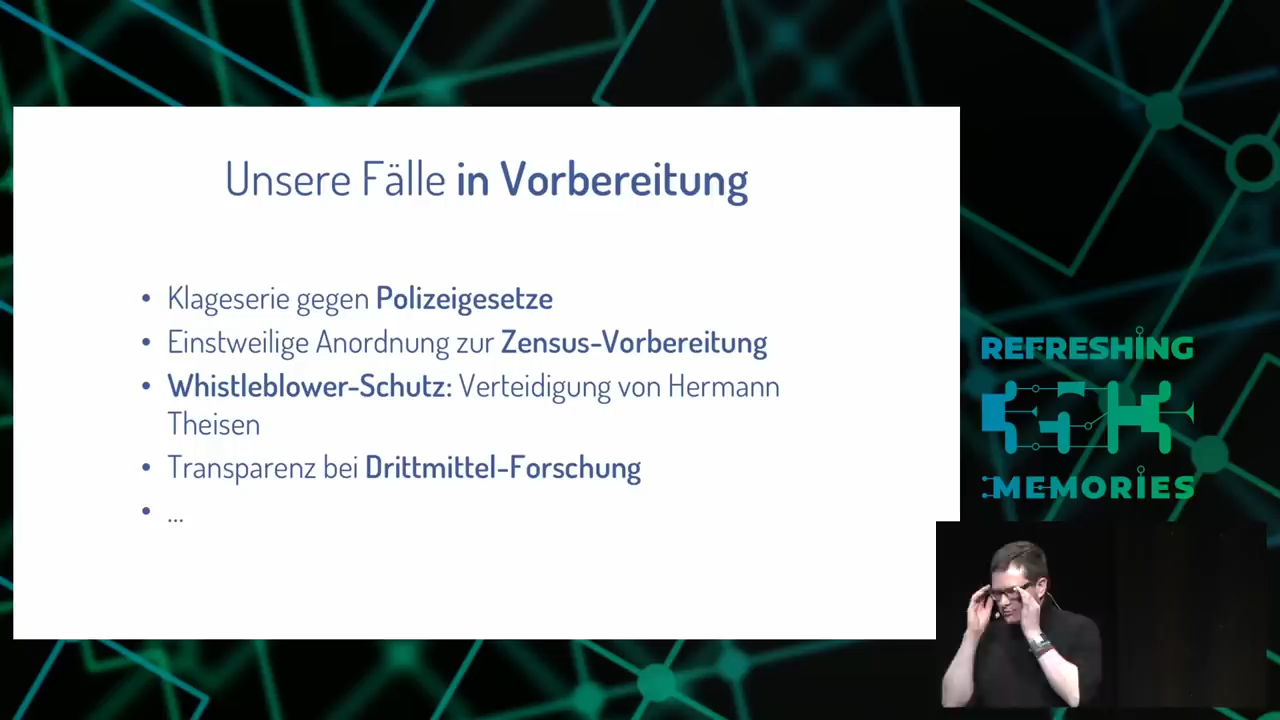 Unsere Fälle in Vorbereitung
• Klageserie gegen Polizeigesetze
• Einstweilige Anordnung zur Zensus-Vorbereitung
• Whistleblower-Schutz: Verteidigung von Hermann
Theisen
• Transparenz bei Drittmittel-Forschung
• ...
REFRESHING
35C3
MEMORIES